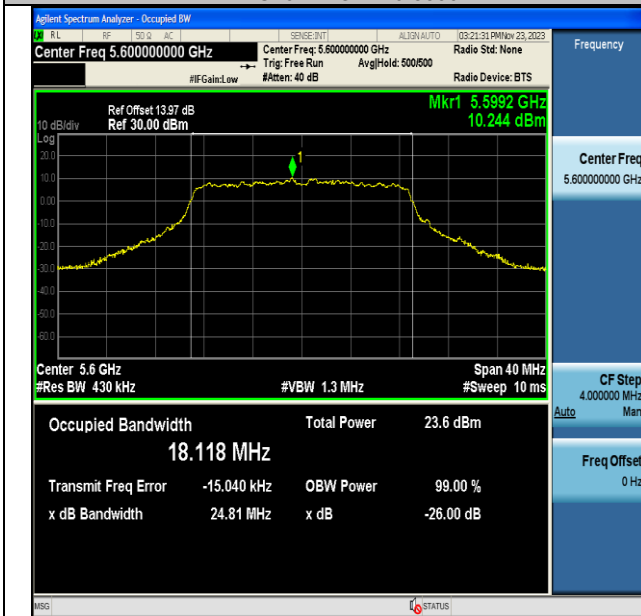 Agilent Spectrum Analyzer - Occupied BW
RL RF 50 Ω AC SENSE:INT ALIGN AUTO 03:21:31 PM Nov 23, 2023
Center Freq 5.600000000 GHz Center Freq: 5.600000000 GHz Radio Std: None
Trig: Free Run Avg|Hold: 500/500
#IFGain:Low #Atten: 40 dB Radio Device: BTS
Frequency
Ref Offset 13.97 dB Mkr1 5.5992 GHz
10 dB/div Ref 30.00 dBm 10.244 dBm
Log
20.0
10.0
0.00
-10.0
-20.0
-30.0
-40.0
-50.0
-60.0
1
Center 5.6 GHz Span 40 MHz
#Res BW 430 kHz #VBW 1.3 MHz #Sweep 10 ms
Occupied Bandwidth Total Power 23.6 dBm
18.118 MHz
Transmit Freq Error -15.040 kHz OBW Power 99.00 %
x dB Bandwidth 24.81 MHz x dB -26.00 dB
Center Freq
5.600000000 GHz
CF Step
4.000000 MHz
Auto Man
Freq Offset
0 Hz
MSG STATUS